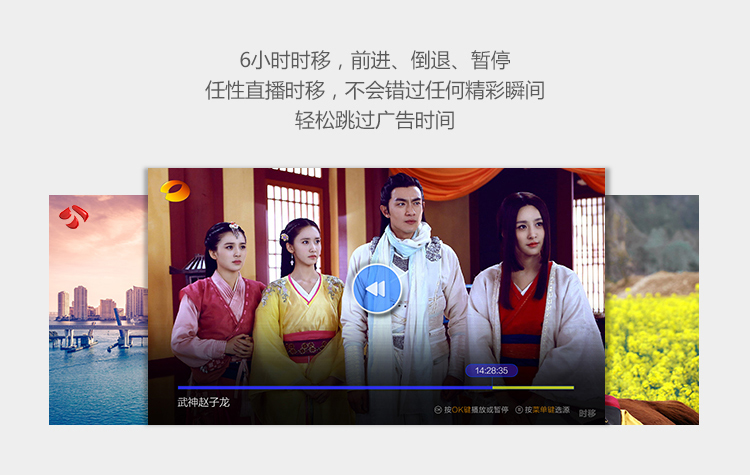 6小时时移，前进、倒退、暂停
任性直播时移，不会错过任何精彩瞬间
轻松跳过广告时间
14:28:35
武神赵子龙
OK 按OK键播放或暂停 按菜单键选源 时移